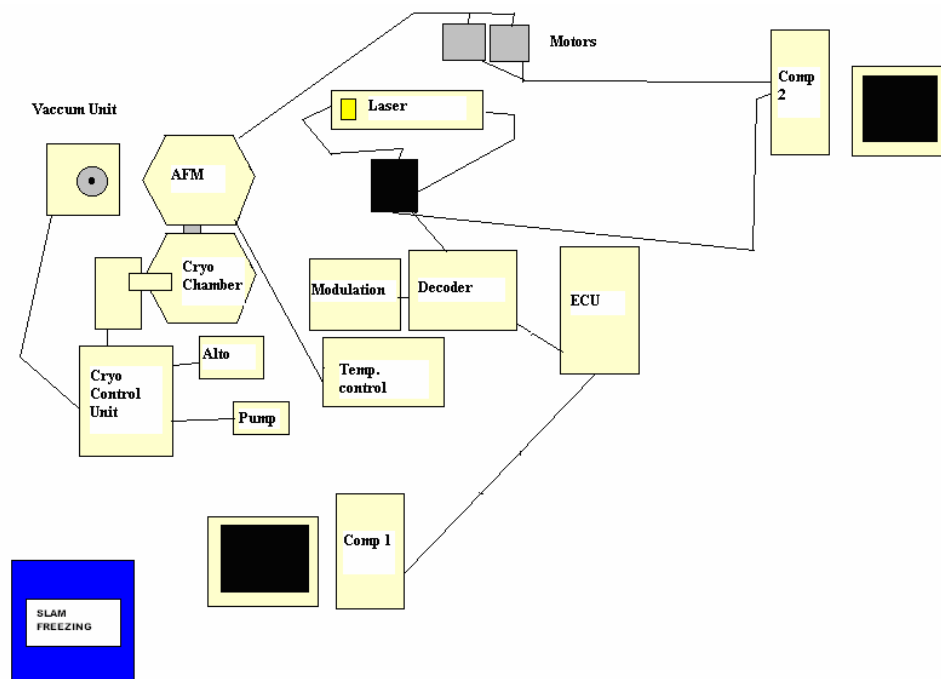 Motors
Comp
2
Laser
Vaccum Unit
AFM
Cryo
Chamber
Modulation
Decoder
ECU
Alto
Temp.
control
Cryo
Control
Unit
Pump
Comp 1
SLAM
FREEZING